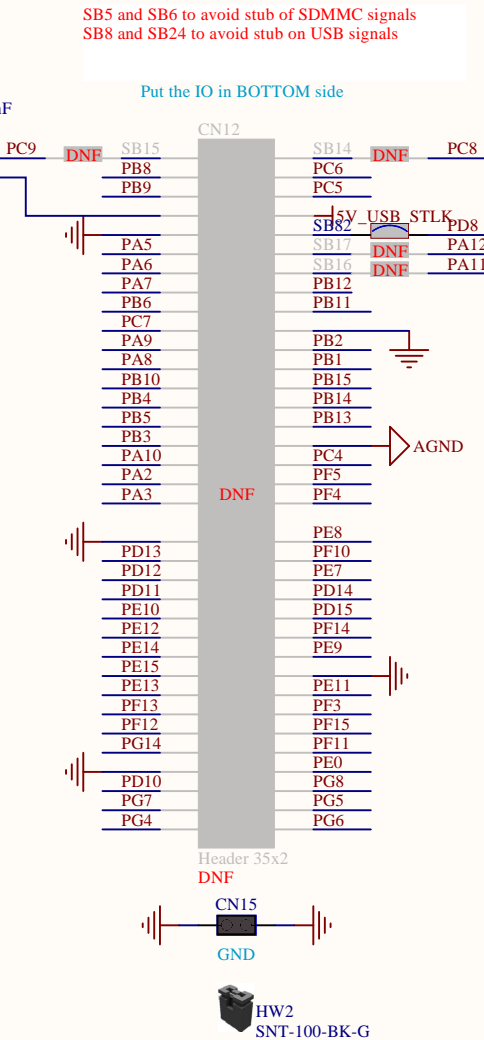 SB5 and SB6 to avoid stub of SDMMC signals
SB8 and SB24 to avoid stub on USB signals
Put the IO in BOTTOM side
F
CN12
PC9 DNF SB15 SB14 DNF PC8
PB8 PC6
PB9 PC5
5V_USB_STLK
SB82 PD8
PA5 SB17 DNF PA12
PA6 SB16 DNF PA11
PA7 PB12
PB6 PB11
PC7
PA9 PB2
PA8 PB1
PB10 PB15
PB4 PB14
PB5 PB13
PB3 AGND
PA10 PC4
PA2 PF5
PA3 DNF PF4
PE8
PD13 PF10
PD12 PE7
PD11 PD14
PE10 PD15
PE12 PF14
PE14 PE9
PE15
PE13 PE11
PF13 PF3
PF12 PF15
PG14 PF11
PE0
PD10 PG8
PG7 PG5
PG4 PG6
Header 35x2
DNF
CN15
GND
HW2
SNT-100-BK-G